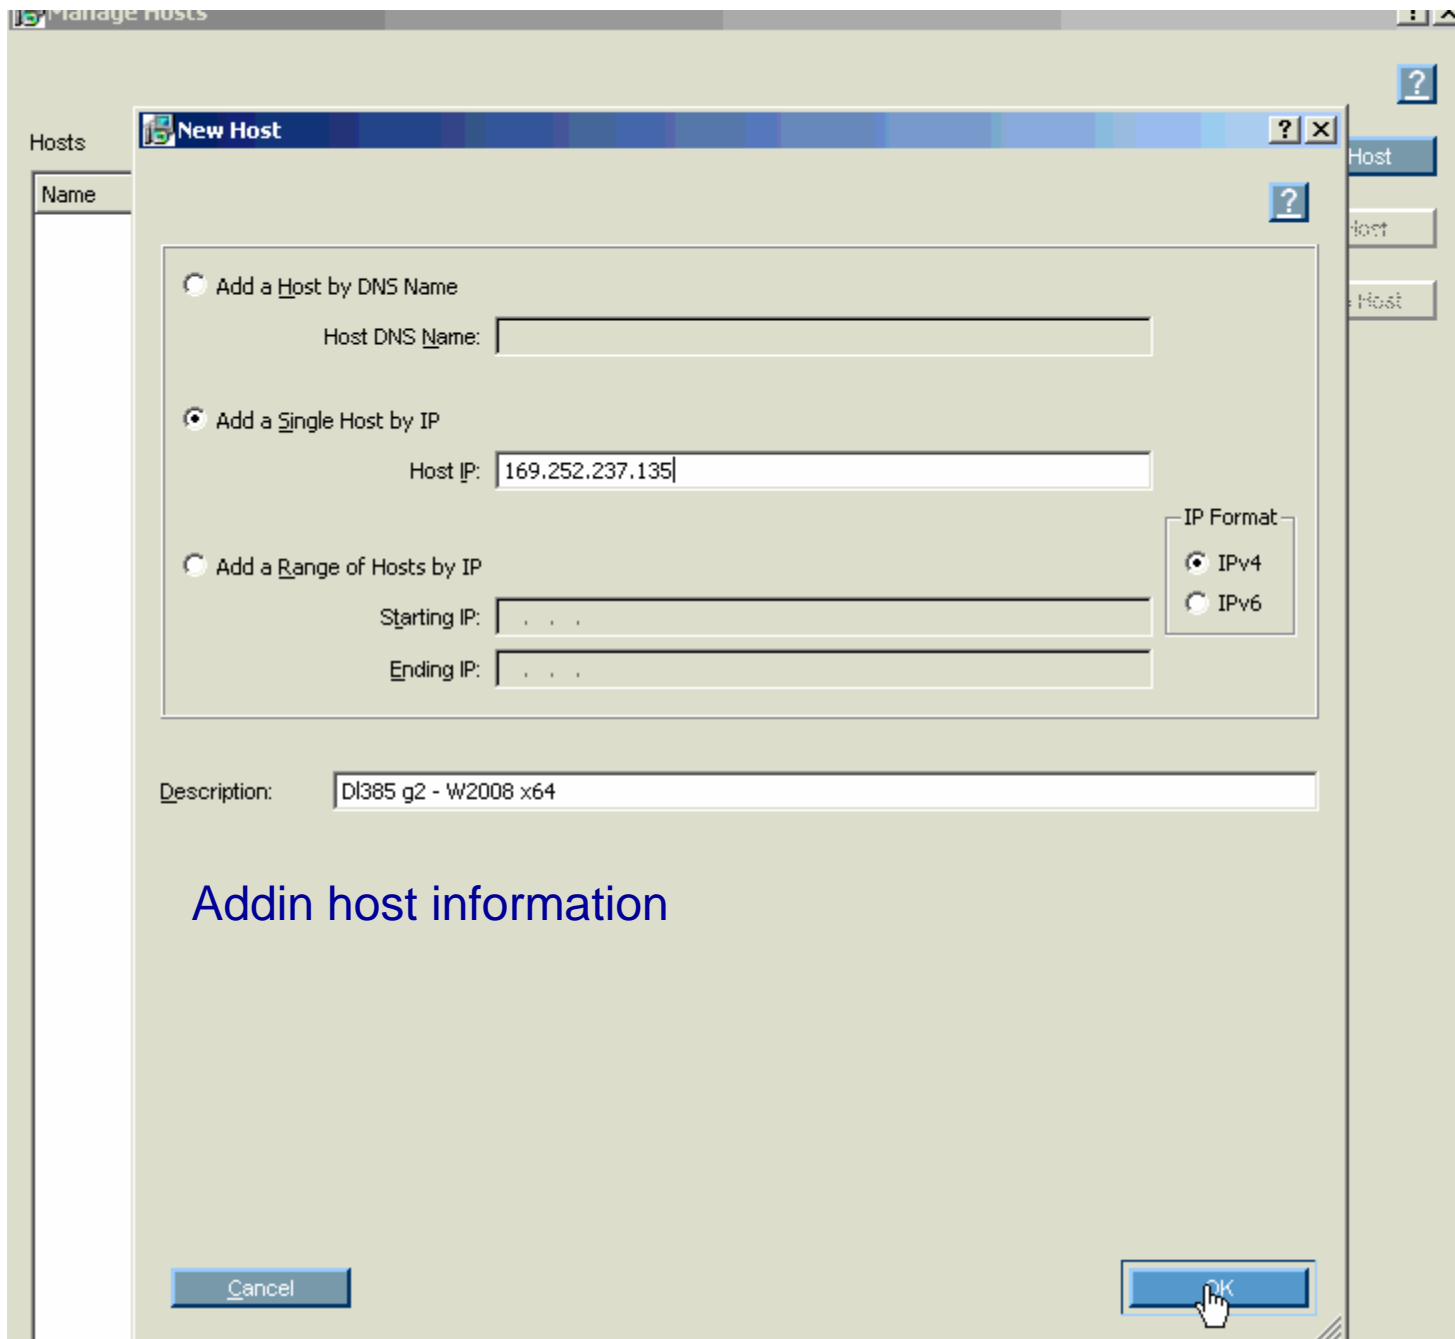 Manage Hosts
?
Hosts
New Host
?
Host
Name
?
Host
Add a Host by DNS Name
Host
Host DNS Name:
Add a Single Host by IP
Host IP: 169.252.237.135
IP Format
Add a Range of Hosts by IP
IPv4
Starting IP: . . .
IPv6
Ending IP: . . .
Description: Dl385 g2 - W2008 x64
Addin host information
Cancel
OK